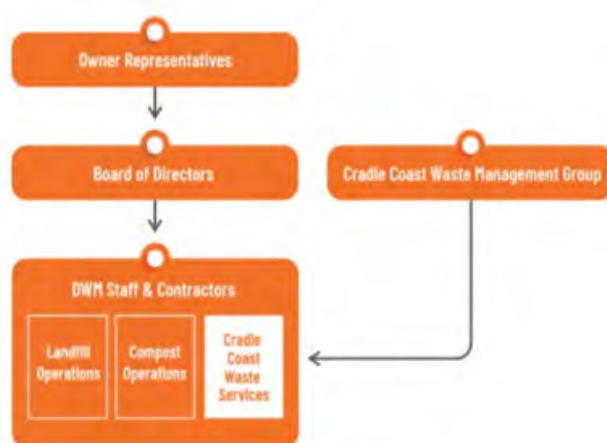 Owner Representatives
Board of Directors
Cradle Coast Waste Management Group
DWM Staff & Contractors
Landfill
Operations
Compost
Operations
Cradle
Coast
Waste
Services